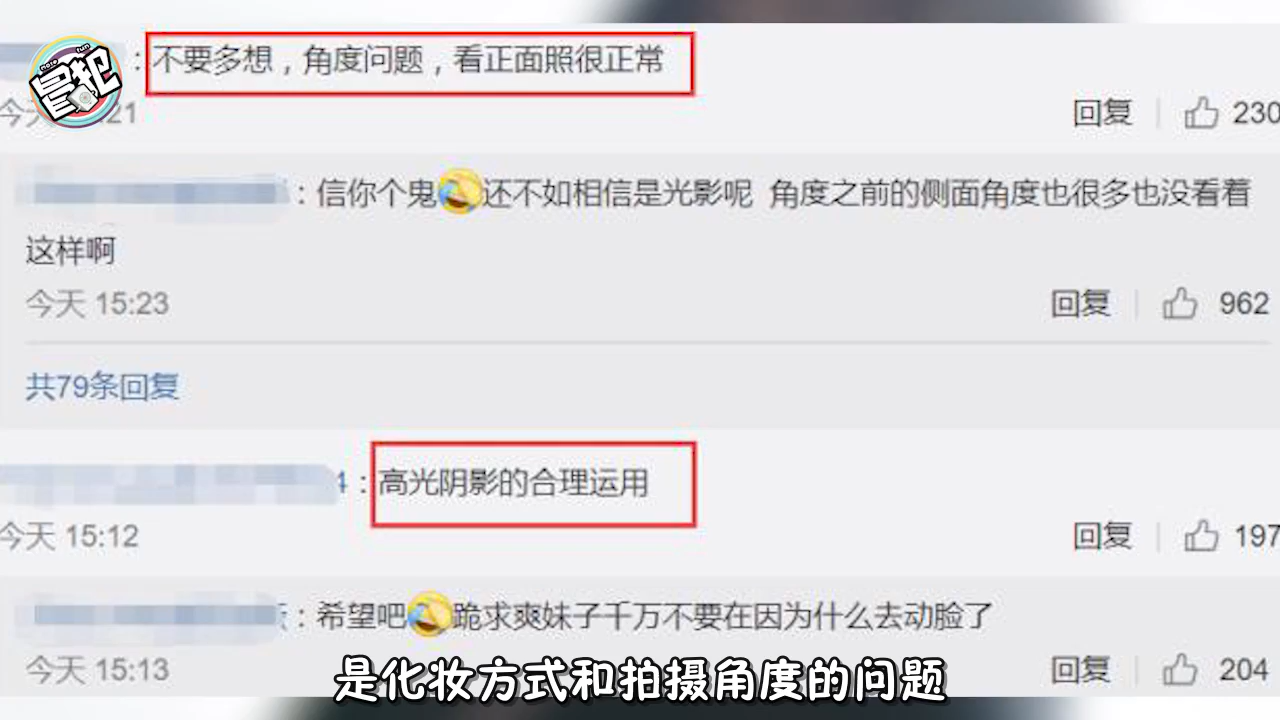 冒犯
：不要多想，角度问题，看正面照很正常
今天 21
回复 230
：信你个鬼还不如相信是光影呢 角度之前的侧面角度也很多也没看着
这样啊
今天 15:23
回复 962
共79条回复
4：高光阴影的合理运用
今天 15:12
回复 197
：希望吧跪求爽妹子千万不要在因为什么去动脸了
今天 15:13
回复 204
是化妆方式和拍摄角度的问题